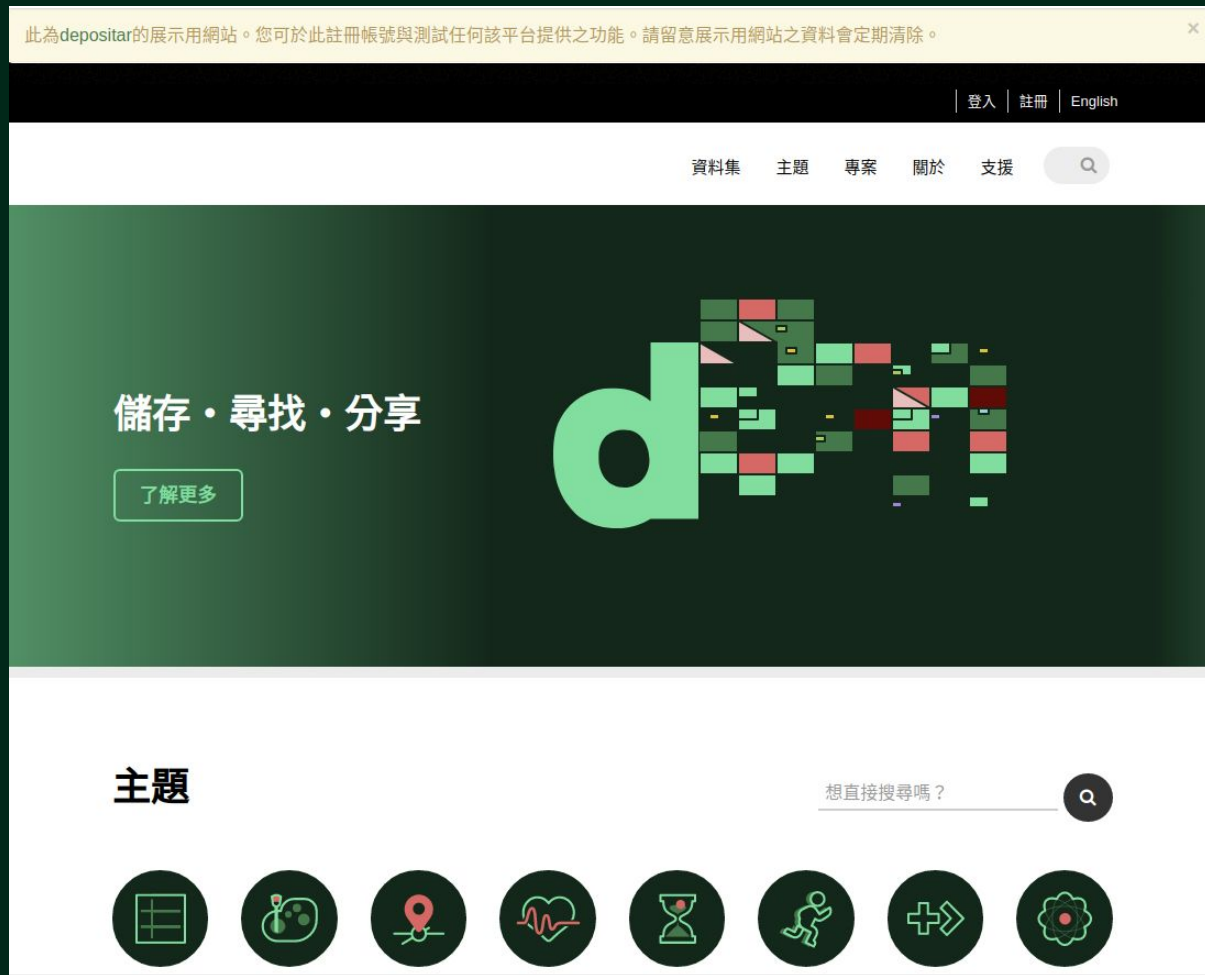 此為depositar的展示用網站。您可於此註冊帳號與測試任何該平台提供之功能。請留意展示用網站之資料會定期清除。
×
登入 註冊 English
資料集 主題 專案 關於 支援
儲存・尋找・分享
了解更多
d
主題
想直接搜尋嗎？